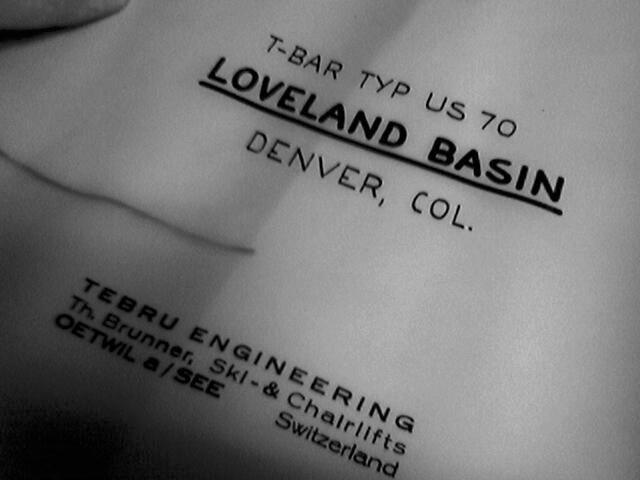 T-BAR TYP US 70
LOVELAND BASIN
DENVER, COL.
TEBRU ENGINEERING
Th. Brunner, Ski-& Chairlifts
OETWIL a/SEE Switzerland